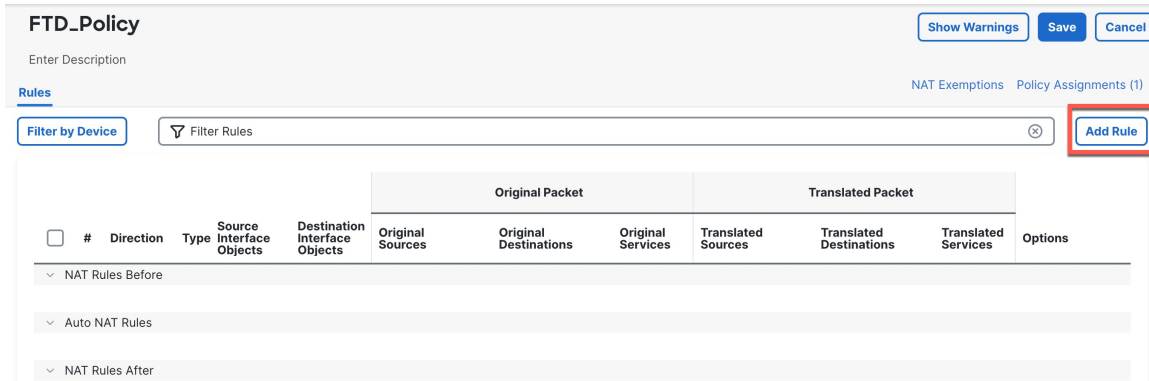 FTD_Policy
Show Warnings Save Cancel
Enter Description
NAT Exemptions Policy Assignments (1)
Rules
Filter by Device Filter Rules Add Rule
Original Packet Translated Packet
# Direction Type Source Interface Objects Destination Interface Objects Original Sources Original Destinations Original Services Translated Sources Translated Destinations Translated Services Options
NAT Rules Before
Auto NAT Rules
NAT Rules After